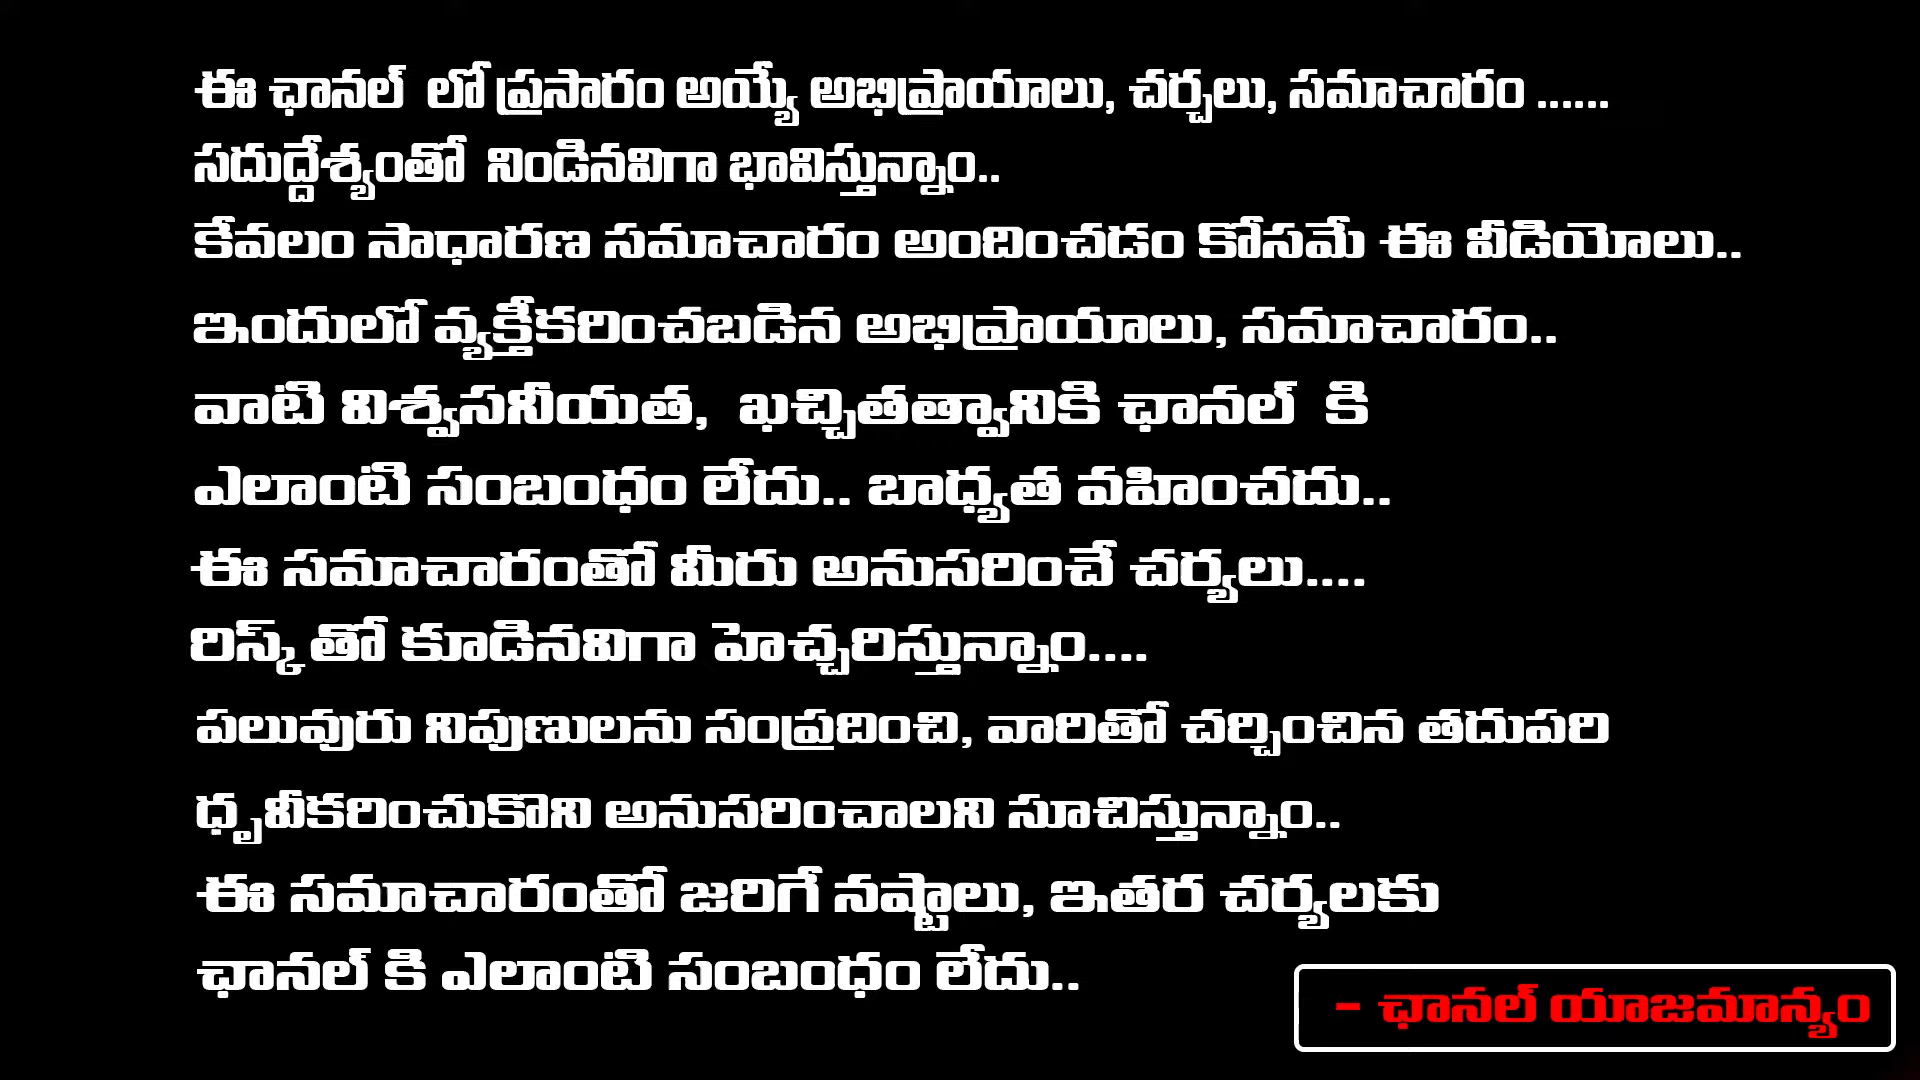 ఈ ఛానల్ లో ప్రసారం అయ్యే అభిప్రాయాలు, చర్చలు, సమాచారం ......
సదుద్దేశ్యంతో నిండినవిగా భావిస్తున్నాం..
కేవలం సాధారణ సమాచారం అందించడం కోసమే ఈ వీడియోలు..
ఇందులో వ్యక్తీకరించబడిన అభిప్రాయాలు, సమాచారం..
వాటి విశ్వసనీయత, ఖచ్చితత్వానికి ఛానల్ కి
ఎలాంటి సంబంధం లేదు.. బాధ్యత వహించదు..
ఈ సమాచారంతో మీరు అనుసరించే చర్యలు....
రిస్క్ తో కూడినవిగా హెచ్చరిస్తున్నాం....
పలువురు నిపుణులను సంప్రదించి, వారితో చర్చించిన తదుపరి
ధృవీకరించుకొని అనుసరించాలని సూచిస్తున్నాం..
ఈ సమాచారంతో జరిగే నష్టాలు, ఇతర చర్యలకు
ఛానల్ కి ఎలాంటి సంబంధం లేదు..
- ఛానల్ యాజమాన్యం